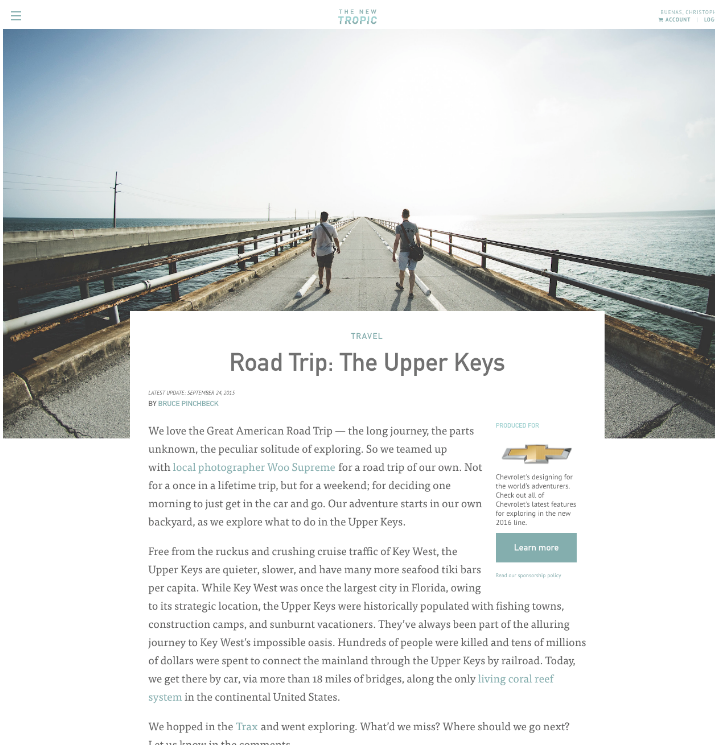 THE NEW
TROPIC
BUENAS, CHRISTOPH
ACCOUNT | LOG
TRAVEL
Road Trip: The Upper Keys
LATEST UPDATE: SEPTEMBER 24, 2015
BY BRUCE PINCHBECK
We love the Great American Road Trip — the long journey, the parts
unknown, the peculiar solitude of exploring. So we teamed up
with local photographer Woo Supreme for a road trip of our own. Not
for a once in a lifetime trip, but for a weekend; for deciding one
morning to just get in the car and go. Our adventure starts in our own
backyard, as we explore what to do in the Upper Keys.
PRODUCED FOR
Chevrolet's designing for
the world's adventurers.
Check out all of
Chevrolet's latest features
for exploring in the new
2016 line.
Learn more
Read our sponsorship policy
Free from the ruckus and crushing cruise traffic of Key West, the
Upper Keys are quieter, slower, and have many more seafood tiki bars
per capita. While Key West was once the largest city in Florida, owing
to its strategic location, the Upper Keys were historically populated with fishing towns,
construction camps, and sunburnt vacationers. They've always been part of the alluring
journey to Key West's impossible oasis. Hundreds of people were killed and tens of millions
of dollars were spent to connect the mainland through the Upper Keys by railroad. Today,
we get there by car, via more than 18 miles of bridges, along the only living coral reef
system in the continental United States.
We hopped in the Trax and went exploring. What'd we miss? Where should we go next?
Let us know in the comments.